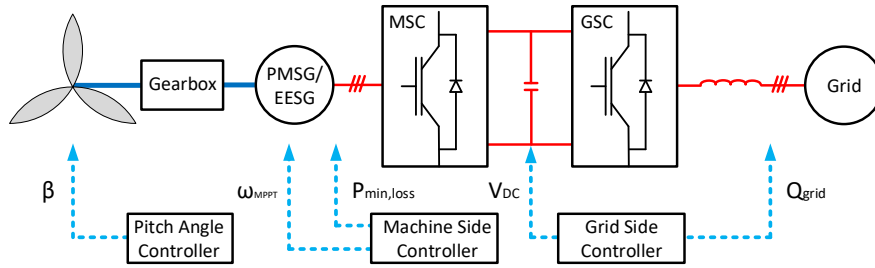 MSC
GSC
Gearbox
PMSG/
EESG
Grid
β
ωMPPT
Pmin,loss
VDC
Qgrid
Pitch Angle
Controller
Machine Side
Controller
Grid Side
Controller